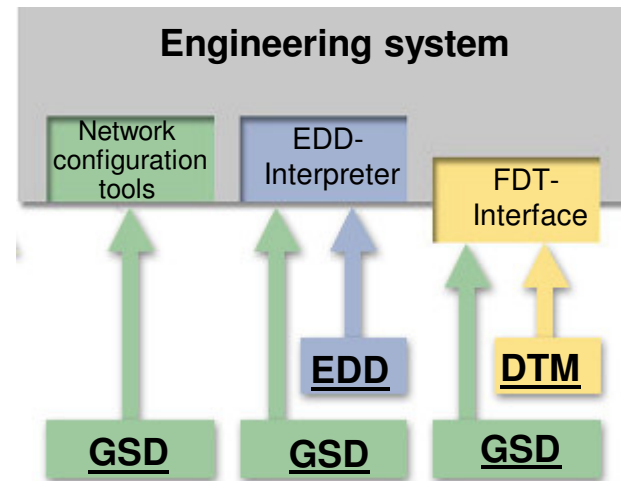 Engineering system
Network
configuration
tools
EDD-
Interpreter
FDT-
Interface
EDD
DTM
GSD
GSD
GSD